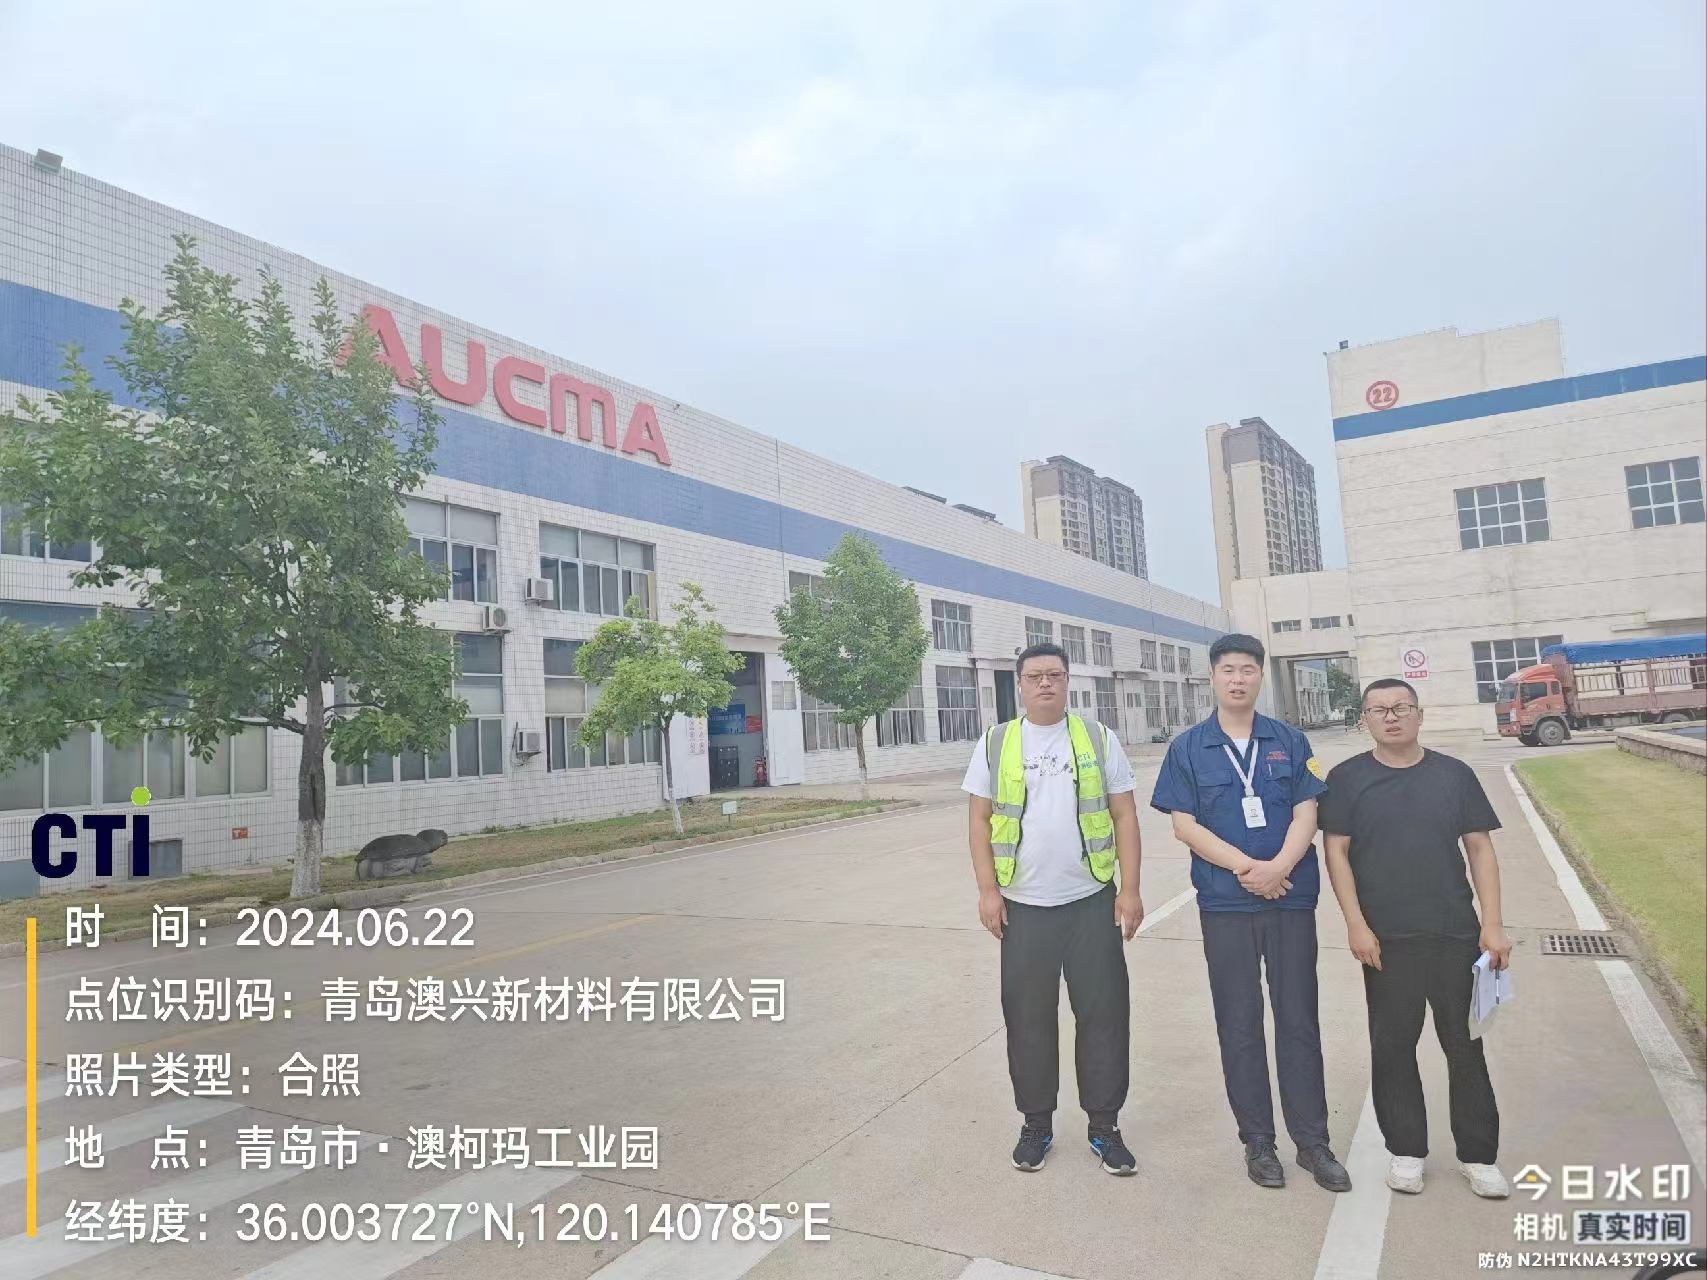 AUCMA
22
CTI
CTI
时 间：2024.06.22
点位识别码：青岛澳兴新材料有限公司
照片类型：合照
地 点：青岛市·澳柯玛工业园
经纬度：36.003727°N,120.140785°E
今日水印
相机 真实时间
防伪 N2HTKNA43T99XC